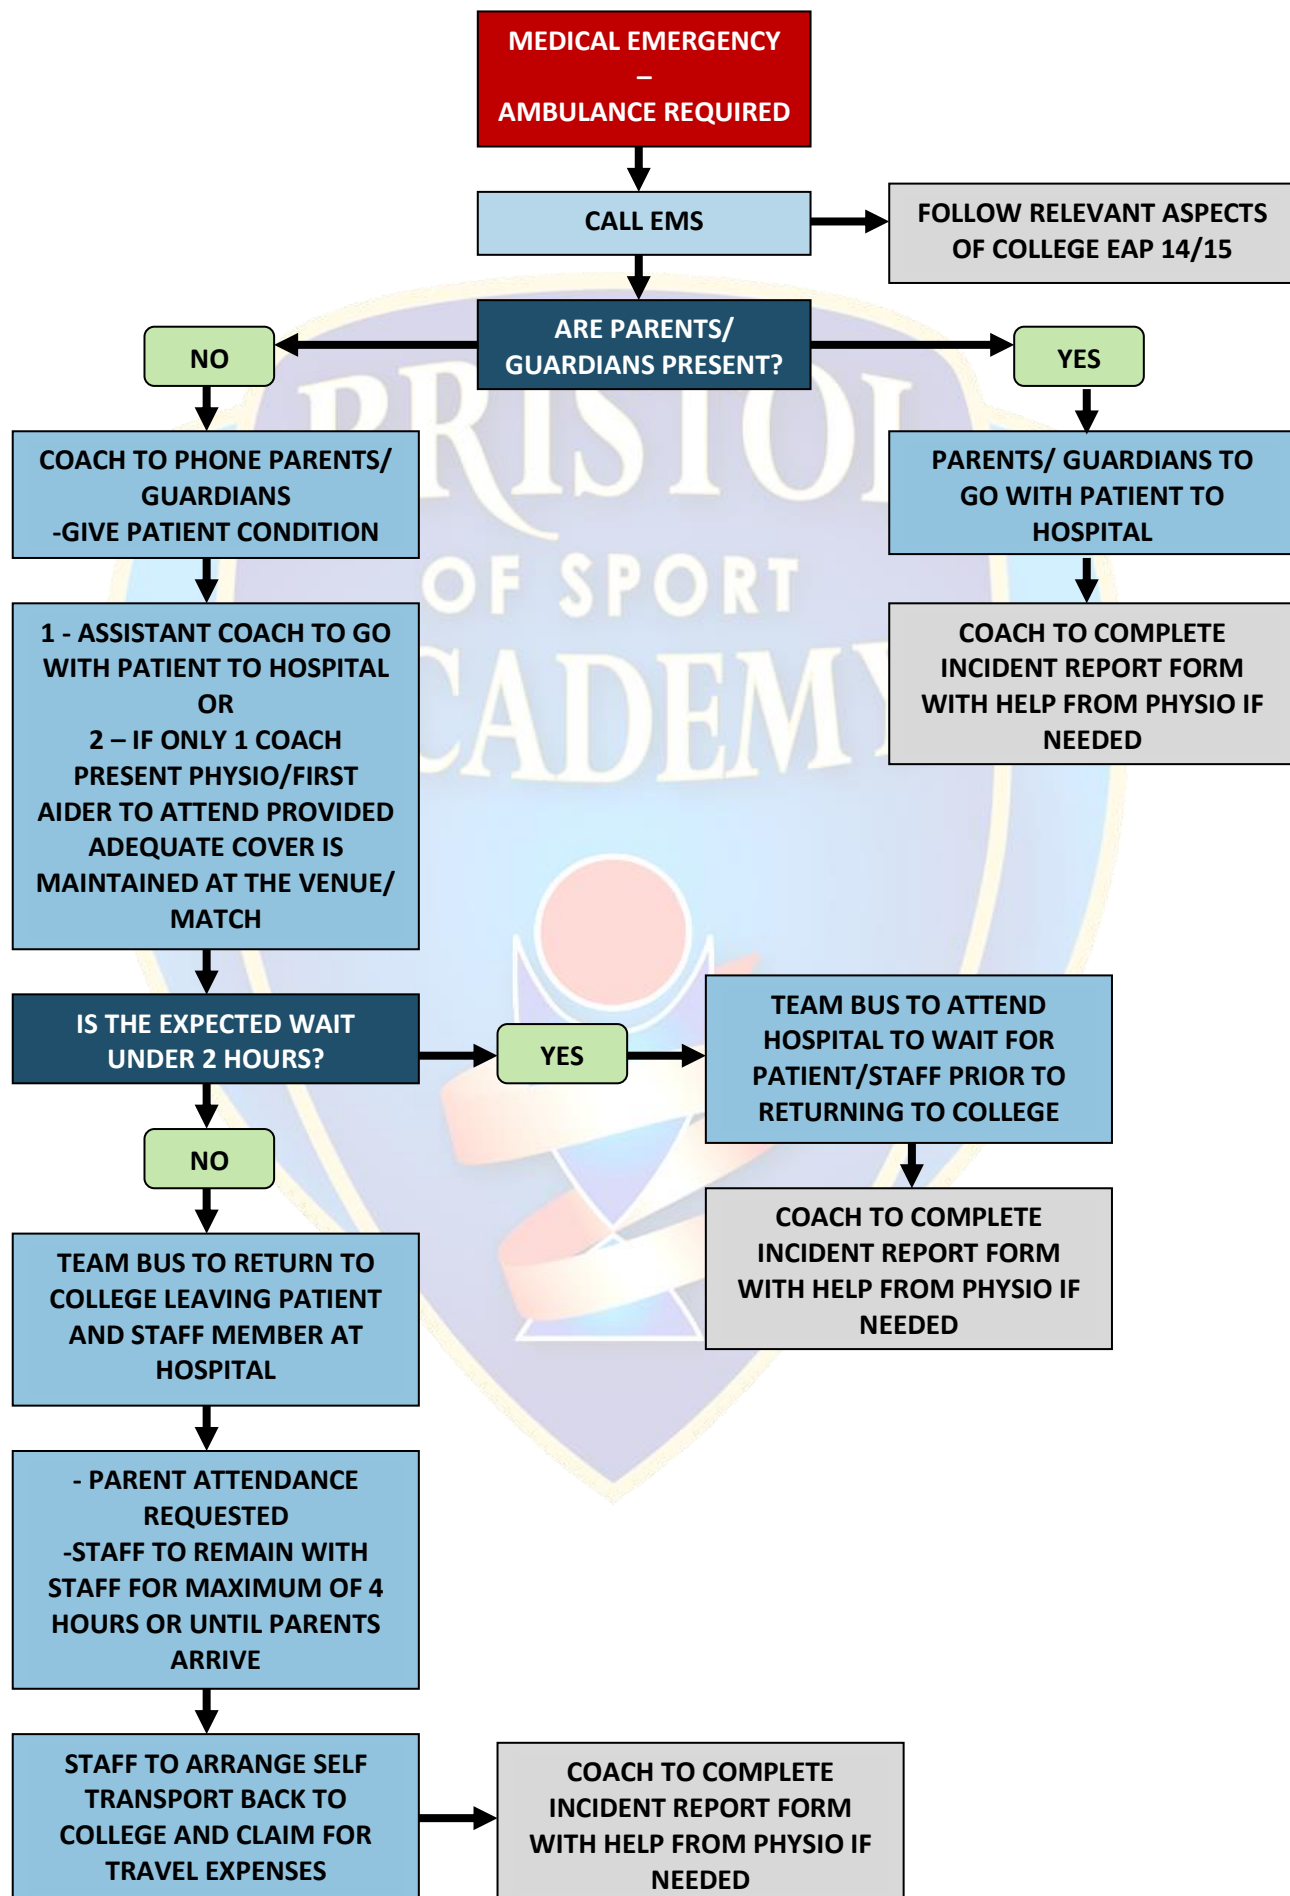 MEDICAL EMERGENCY
–
AMBULANCE REQUIRED
CALL EMS
FOLLOW RELEVANT ASPECTS
OF COLLEGE EAP 14/15
ARE PARENTS/
GUARDIANS PRESENT?
NO
YES
COACH TO PHONE PARENTS/
GUARDIANS
-GIVE PATIENT CONDITION
PARENTS/ GUARDIANS TO
GO WITH PATIENT TO
HOSPITAL
BRISTOL
OF SPORT
ACADEMY
1 - ASSISTANT COACH TO GO
WITH PATIENT TO HOSPITAL
OR
2 – IF ONLY 1 COACH
PRESENT PHYSIO/FIRST
AIDER TO ATTEND PROVIDED
ADEQUATE COVER IS
MAINTAINED AT THE VENUE/
MATCH
COACH TO COMPLETE
INCIDENT REPORT FORM
WITH HELP FROM PHYSIO IF
NEEDED
IS THE EXPECTED WAIT
UNDER 2 HOURS?
YES
TEAM BUS TO ATTEND
HOSPITAL TO WAIT FOR
PATIENT/STAFF PRIOR TO
RETURNING TO COLLEGE
NO
COACH TO COMPLETE
INCIDENT REPORT FORM
WITH HELP FROM PHYSIO IF
NEEDED
TEAM BUS TO RETURN TO
COLLEGE LEAVING PATIENT
AND STAFF MEMBER AT
HOSPITAL
- PARENT ATTENDANCE
REQUESTED
-STAFF TO REMAIN WITH
STAFF FOR MAXIMUM OF 4
HOURS OR UNTIL PARENTS
ARRIVE
STAFF TO ARRANGE SELF
TRANSPORT BACK TO
COLLEGE AND CLAIM FOR
TRAVEL EXPENSES
COACH TO COMPLETE
INCIDENT REPORT FORM
WITH HELP FROM PHYSIO IF
NEEDED